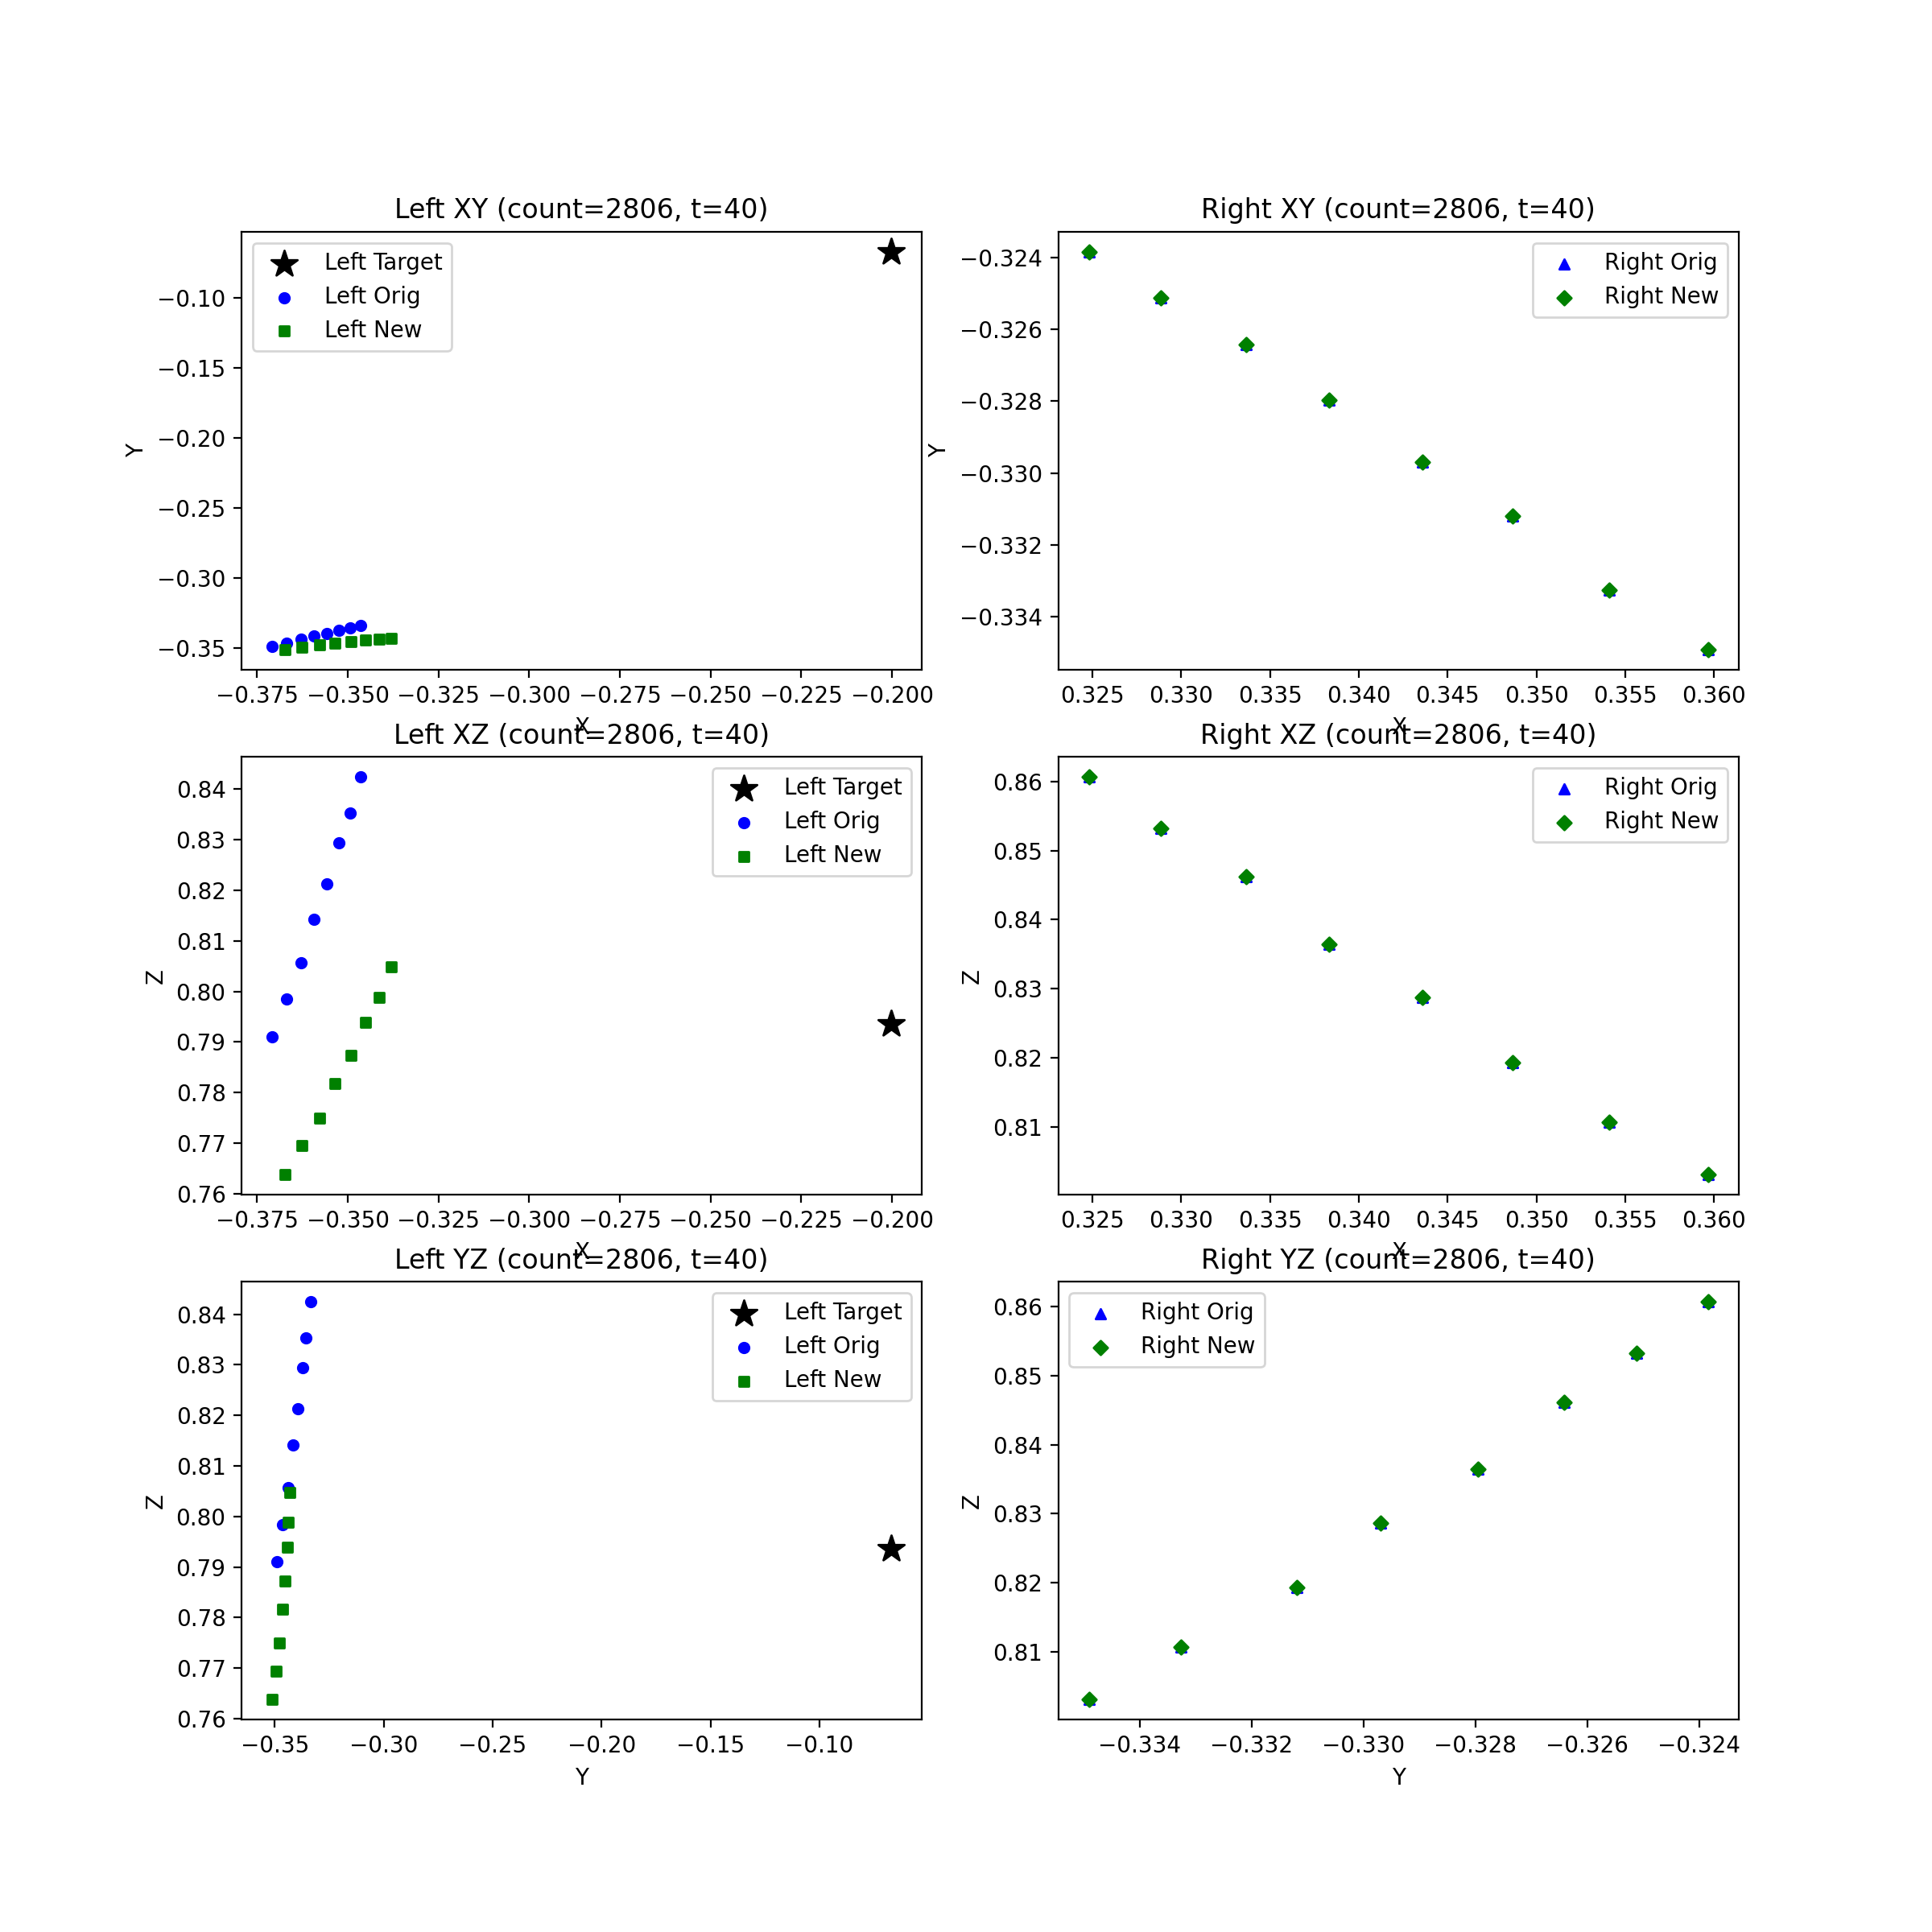 Left XY (count=2806, t=40)
Left Target
Left Orig
Left New
Y
−0.10
−0.15
−0.20
−0.25
−0.30
−0.35
−0.375 −0.350 −0.325 −0.300 −0.275 −0.250 −0.225 −0.200
X
Right XY (count=2806, t=40)
Right Orig
Right New
Y
−0.324
−0.326
−0.328
−0.330
−0.332
−0.334
0.325 0.330 0.335 0.340 0.345 0.350 0.355 0.360
X
Left XZ (count=2806, t=40)
Left Target
Left Orig
Left New
Z
0.84
0.83
0.82
0.81
0.80
0.79
0.78
0.77
0.76
−0.375 −0.350 −0.325 −0.300 −0.275 −0.250 −0.225 −0.200
X
Right XZ (count=2806, t=40)
Right Orig
Right New
Z
0.86
0.85
0.84
0.83
0.82
0.81
0.325 0.330 0.335 0.340 0.345 0.350 0.355 0.360
X
Left YZ (count=2806, t=40)
Left Target
Left Orig
Left New
Z
0.84
0.83
0.82
0.81
0.80
0.79
0.78
0.77
0.76
−0.35 −0.30 −0.25 −0.20 −0.15 −0.10
Y
Right YZ (count=2806, t=40)
Right Orig
Right New
Z
0.86
0.85
0.84
0.83
0.82
0.81
−0.334 −0.332 −0.330 −0.328 −0.326 −0.324
Y